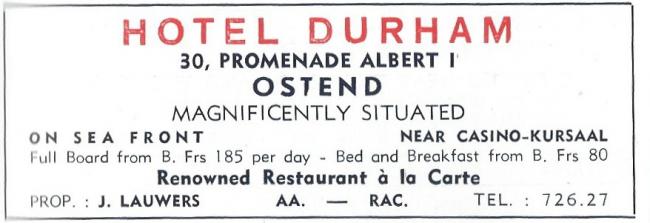 HOTEL DURHAM
30, PROMENADE ALBERT I
OSTEND
MAGNIFICENTLY SITUATED
ON SEA FRONT NEAR CASINO-KURSAAL
Full Board from B. Frs 185 per day - Bed and Breakfast from B. Frs 80
Renowned Restaurant à la Carte
PROP. : J. LAUWERS AA. — RAC. TEL. : 726.27